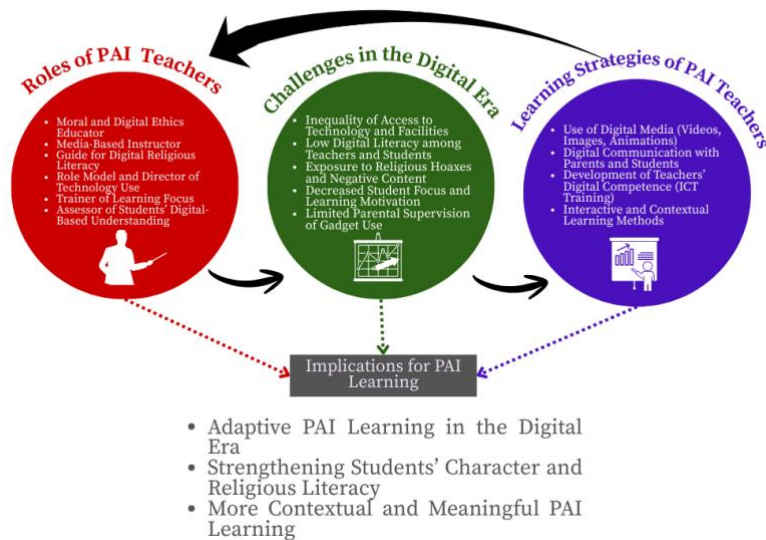 Roles of PAI Teachers
• Moral and Digital Ethics
Educator
• Media-Based Instructor
• Guide for Digital Religious
Literacy
• Role Model and Director of
Technology Use
• Trainer of Learning Focus
• Assessor of Students' Digital-
Based Understanding
Challenges in the Digital Era
• Inequality of Access to
Technology and Facilities
• Low Digital Literacy among
Teachers and Students
• Exposure to Religious Hoaxes
and Negative Content
• Decreased Student Focus and
Learning Motivation
• Limited Parental Supervision
of Gadget Use
Learning Strategies of PAI Teachers
• Use of Digital Media (Videos,
Images, Animations)
• Digital Communication with
Parents and Students
• Development of Teachers'
Digital Competence (ICT
Training)
• Interactive and Contextual
Learning Methods
Implications for PAI
Learning
• Adaptive PAI Learning in the Digital
Era
• Strengthening Students' Character and
Religious Literacy
• More Contextual and Meaningful PAI
Learning